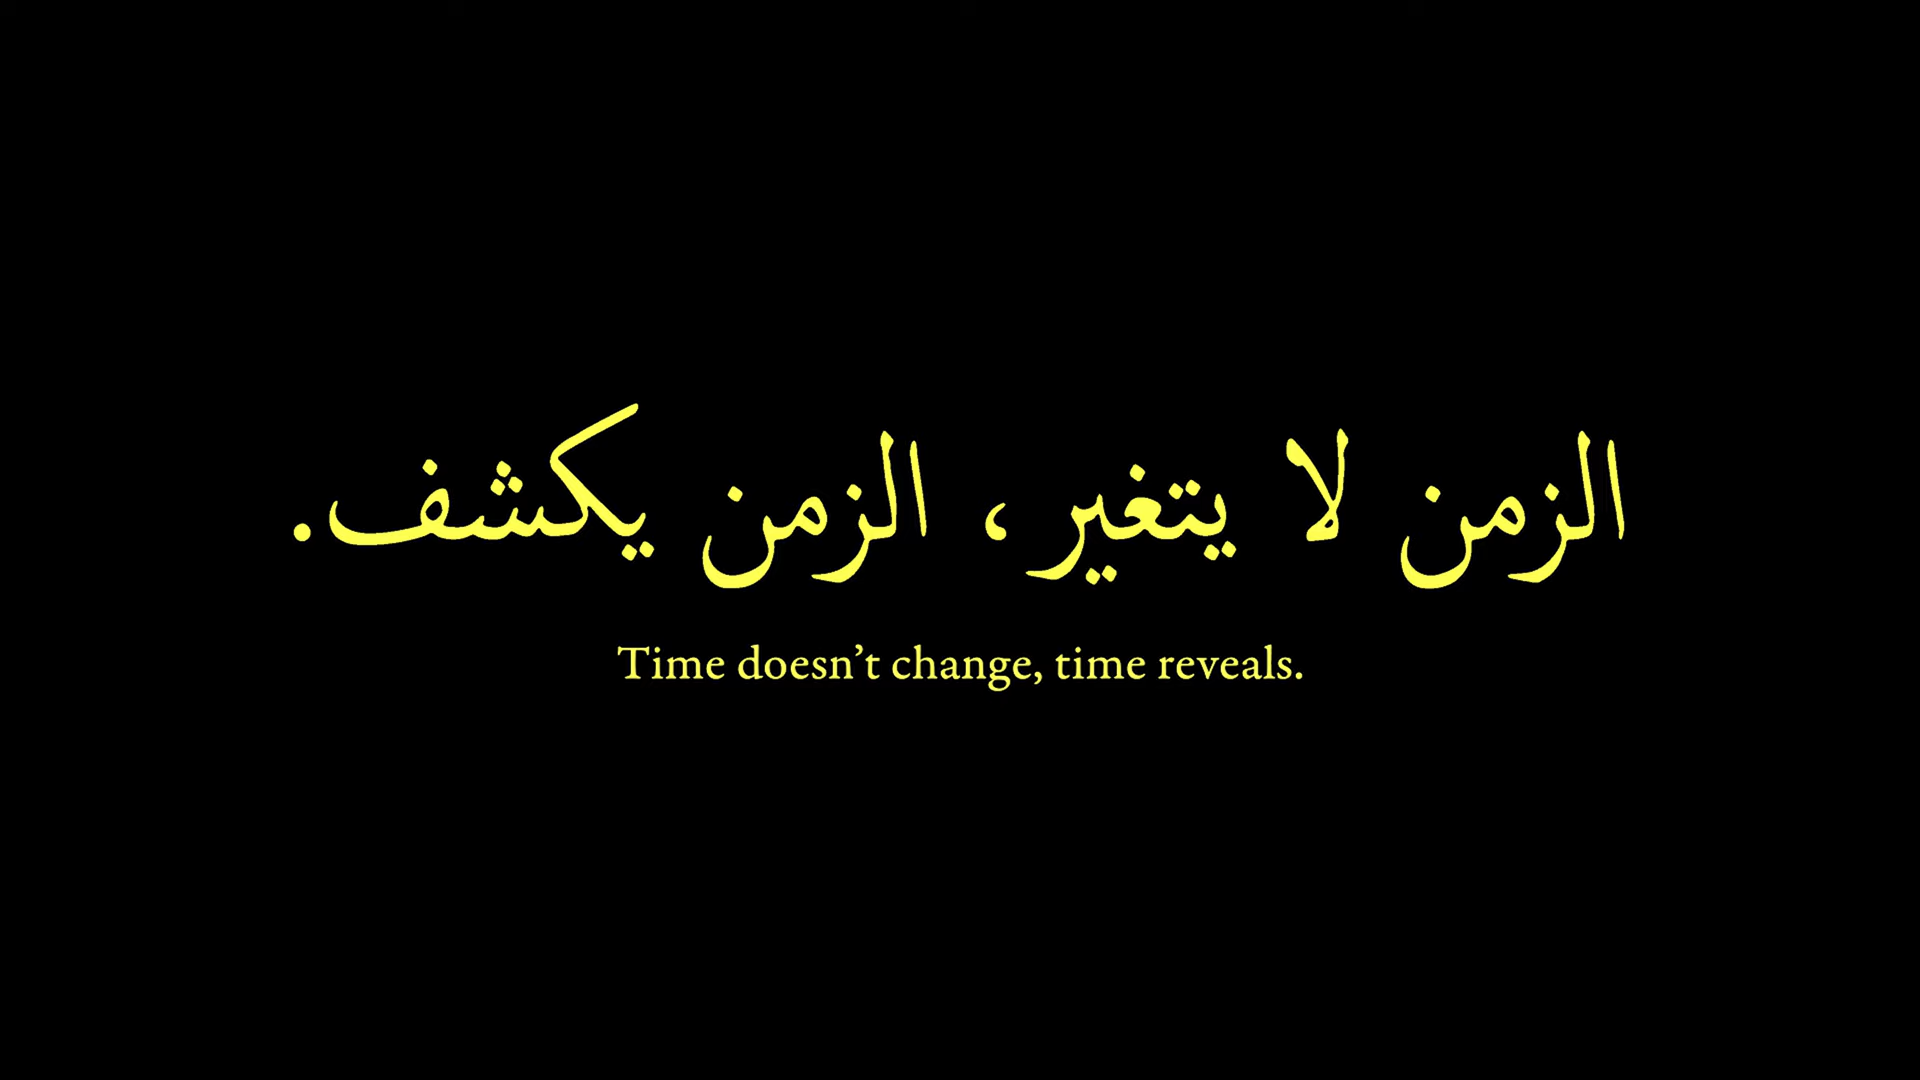 الزمن لا يتغير، الزمن يكشف.
Time doesn’t change, time reveals.